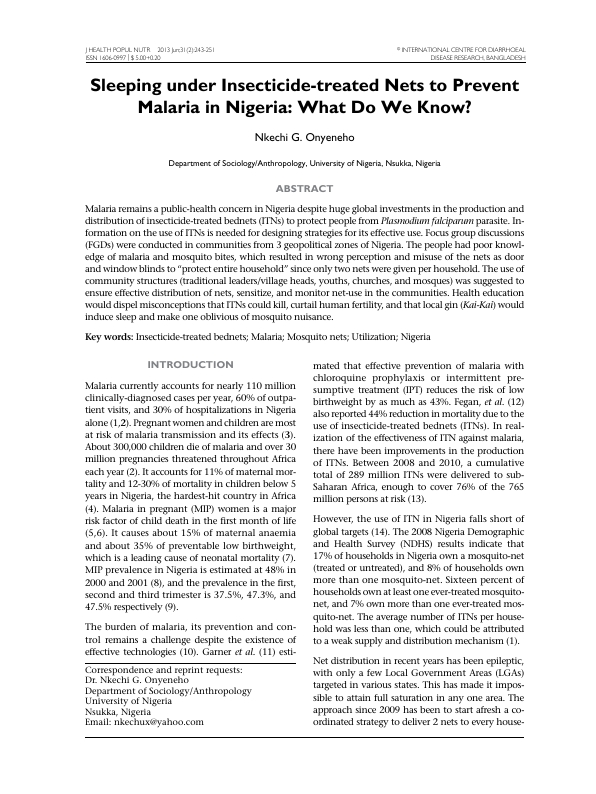 J HEALTH POPUL NUTR 2013 Jun;31(2):243-251
ISSN 1606-0997 | $ 5.00+0.20
© INTERNATIONAL CENTRE FOR DIARRHOEAL
DISEASE RESEARCH, BANGLADESH
Sleeping under Insecticide-treated Nets to Prevent
Malaria in Nigeria: What Do We Know?
Nkechi G. Onyeneho
Department of Sociology/Anthropology, University of Nigeria, Nsukka, Nigeria
ABSTRACT
Malaria remains a public-health concern in Nigeria despite huge global investments in the production and
distribution of insecticide-treated bednets (ITNs) to protect people from Plasmodium falciparum parasite. In-
formation on the use of ITNs is needed for designing strategies for its effective use. Focus group discussions
(FGDs) were conducted in communities from 3 geopolitical zones of Nigeria. The people had poor knowl-
edge of malaria and mosquito bites, which resulted in wrong perception and misuse of the nets as door
and window blinds to “protect entire household” since only two nets were given per household. The use of
community structures (traditional leaders/village heads, youths, churches, and mosques) was suggested to
ensure effective distribution of nets, sensitize, and monitor net-use in the communities. Health education
would dispel misconceptions that ITNs could kill, curtail human fertility, and that local gin (Kai-Kai) would
induce sleep and make one oblivious of mosquito nuisance.
Key words: Insecticide-treated bednets; Malaria; Mosquito nets; Utilization; Nigeria
INTRODUCTION
Malaria currently accounts for nearly 110 million
clinically-diagnosed cases per year, 60% of outpa-
tient visits, and 30% of hospitalizations in Nigeria
alone (1,2). Pregnant women and children are most
at risk of malaria transmission and its effects (3).
About 300,000 children die of malaria and over 30
million pregnancies threatened throughout Africa
each year (2). It accounts for 11% of maternal mor-
tality and 12-30% of mortality in children below 5
years in Nigeria, the hardest-hit country in Africa
(4). Malaria in pregnant (MIP) women is a major
risk factor of child death in the first month of life
(5,6). It causes about 15% of maternal anaemia
and about 35% of preventable low birthweight,
which is a leading cause of neonatal mortality (7).
MIP prevalence in Nigeria is estimated at 48% in
2000 and 2001 (8), and the prevalence in the first,
second and third trimester is 37.5%, 47.3%, and
47.5% respectively (9).
The burden of malaria, its prevention and con-
trol remains a challenge despite the existence of
effective technologies (10). Garner et al. (11) esti-
Correspondence and reprint requests:
Dr. Nkechi G. Onyeneho
Department of Sociology/Anthropology
University of Nigeria
Nsukka, Nigeria
Email: nkechux@yahoo.com
mated that effective prevention of malaria with
chloroquine prophylaxis or intermittent pre-
sumptive treatment (IPT) reduces the risk of low
birthweight by as much as 43%. Fegan, et al. (12)
also reported 44% reduction in mortality due to the
use of insecticide-treated bednets (ITNs). In real-
ization of the effectiveness of ITN against malaria,
there have been improvements in the production
of ITNs. Between 2008 and 2010, a cumulative
total of 289 million ITNs were delivered to sub-
Saharan Africa, enough to cover 76% of the 765
million persons at risk (13).
However, the use of ITN in Nigeria falls short of
global targets (14). The 2008 Nigeria Demographic
and Health Survey (NDHS) results indicate that
17% of households in Nigeria own a mosquito-net
(treated or untreated), and 8% of households own
more than one mosquito-net. Sixteen percent of
households own at least one ever-treated mosquito-
net, and 7% own more than one ever-treated mos-
quito-net. The average number of ITNs per house-
hold was less than one, which could be attributed
to a weak supply and distribution mechanism (1).
Net distribution in recent years has been epileptic,
with only a few Local Government Areas (LGAs)
targeted in various states. This has made it impos-
sible to attain full saturation in any one area. The
approach since 2009 has been to start afresh a co-
ordinated strategy to deliver 2 nets to every house-